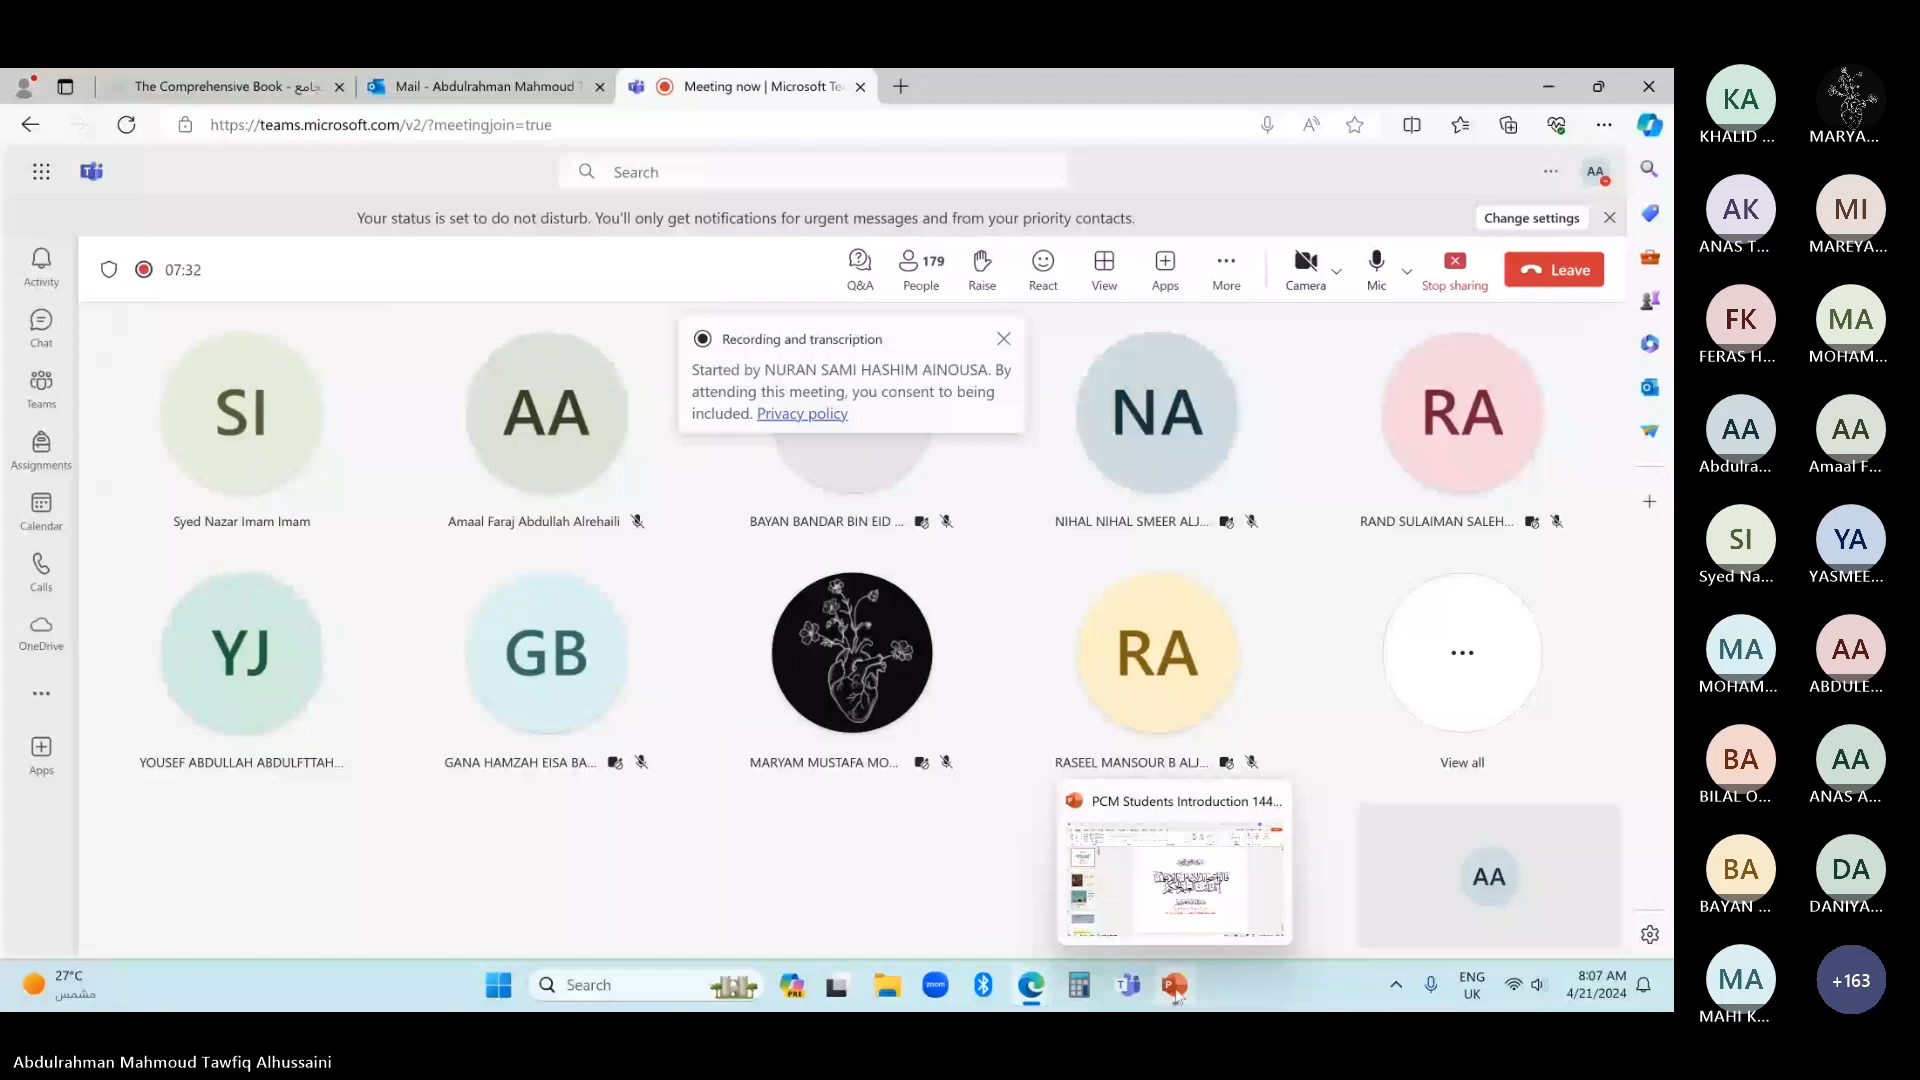 The Comprehensive Book - جامع
Mail - Abdulrahman Mahmoud T
Meeting now | Microsoft Te
https://teams.microsoft.com/v2/?meetingjoin=true
Search
AA
Your status is set to do not disturb. You'll only get notifications for urgent messages and from your priority contacts.
Change settings
07:32
Q&A
179
People
Raise
React
View
Apps
More
Camera
Mic
Stop sharing
Leave
Activity
Chat
Teams
Assignments
Calendar
Calls
OneDrive
Apps
Recording and transcription
Started by NURAN SAMI HASHIM AINOUSA. By
attending this meeting, you consent to being
included. Privacy policy
SI
AA
NA
RA
Syed Nazar Imam Imam
Amaal Faraj Abdullah Alrehaili
BAYAN BANDAR BIN EID ...
NIHAL NIHAL SMEER ALJ...
RAND SULAIMAN SALEH...
YJ
GB
RA
...
YOUSEF ABDULLAH ABDULFTTAH...
GANA HAMZAH EISA BA...
MARYAM MUSTAFA MO...
RASEEL MANSOUR B ALJ...
View all
PCM Students Introduction 144...
AA
27°C
مشمس
Search
PRE
zoom
ENG
UK
8:07 AM
4/21/2024
KA
KHALID ...
MARYA...
AK
ANAS T...
MI
MAREYA...
FK
FERAS H...
MA
MOHAM...
AA
Abdulra...
AA
Amaal F...
SI
Syed Na...
YA
YASMEE...
MA
MOHAM...
AA
ABDULE...
BA
BILAL O...
AA
ANAS A...
BA
BAYAN ...
DA
DANIYA...
MA
MAHI K...
+163
Abdulrahman Mahmoud Tawfiq Alhussaini